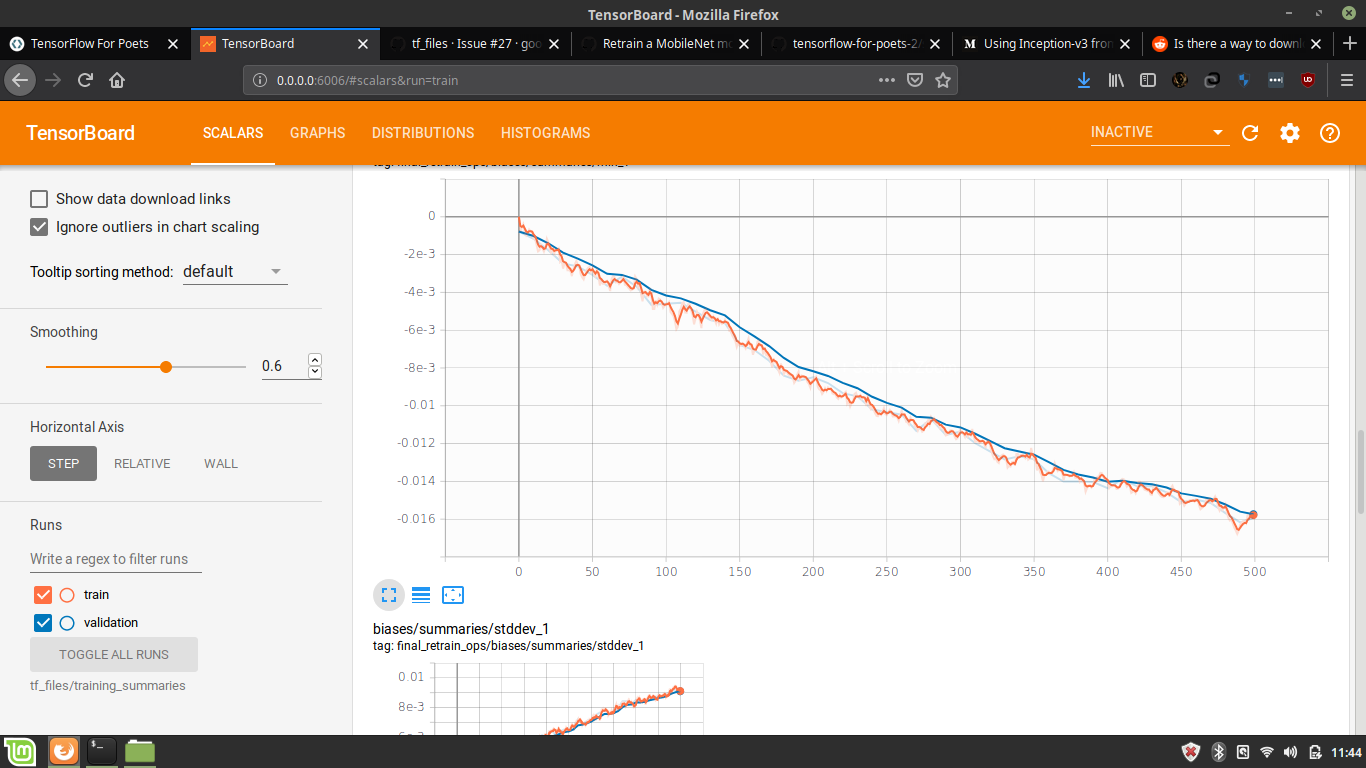 TensorBoard - Mozilla Firefox
TensorFlow For Poets
TensorBoard
tf_files · Issue #27 · goo
Retrain a MobileNet mo
tensorflow-for-poets-2/
Using Inception-v3 from
Is there a way to downl
0.0.0.0:6006/#scalars&run=train
TensorBoard
SCALARS GRAPHS DISTRIBUTIONS HISTOGRAMS
INACTIVE
Show data download links
Ignore outliers in chart scaling
Tooltip sorting method: default
Smoothing
0.6
Horizontal Axis
STEP RELATIVE WALL
Runs
Write a regex to filter runs
train
validation
TOGGLE ALL RUNS
tf_files/training_summaries
tag: final_retrain_ops/biases/summaries/min_1
0
-2e-3
-4e-3
-6e-3
-8e-3
-0.01
-0.012
-0.014
-0.016
0 50 100 150 200 250 300 350 400 450 500
biases/summaries/stddev_1
tag: final_retrain_ops/biases/summaries/stddev_1
0.01
8e-3
11:44